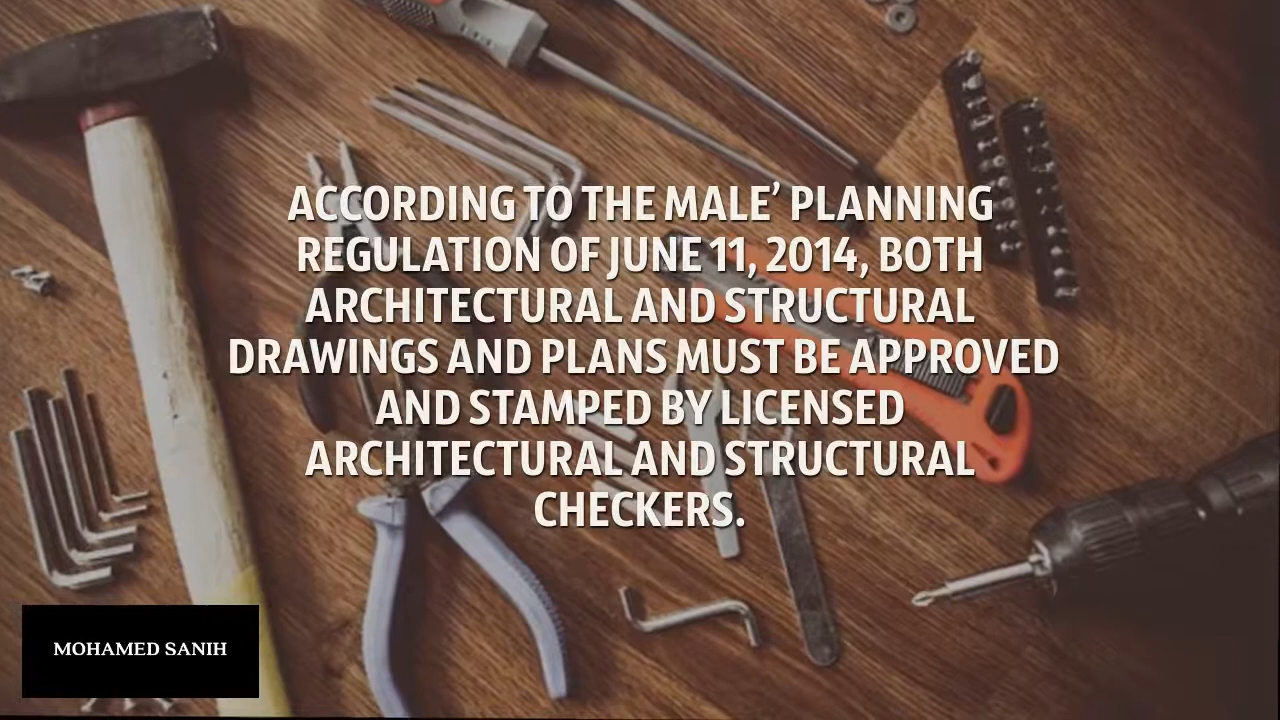 ACCORDING TO THE MALE’ PLANNING
REGULATION OF JUNE 11, 2014, BOTH
ARCHITECTURAL AND STRUCTURAL
DRAWINGS AND PLANS MUST BE APPROVED
AND STAMPED BY LICENSED
ARCHITECTURAL AND STRUCTURAL
CHECKERS.
MOHAMED SANIH